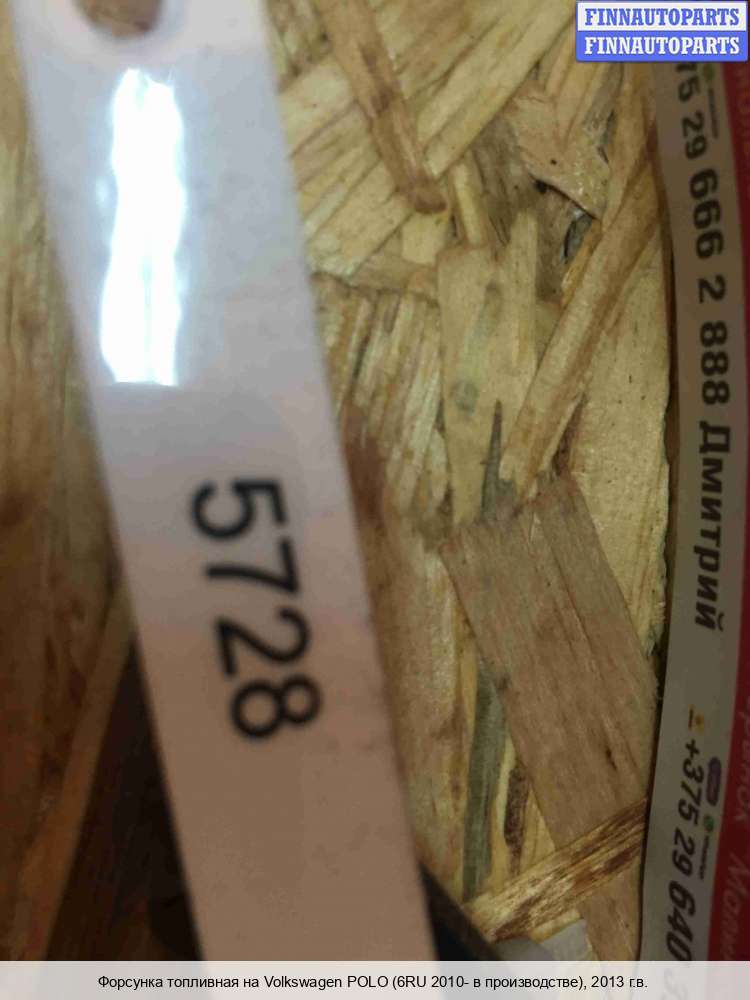 FINNAUTOPARTS
FINNAUTOPARTS
75 29 666 2 888 Дмитрий
5728
+375 29 640
Форсунка топливная на Volkswagen POLO (6RU 2010- в производстве), 2013 г.в.